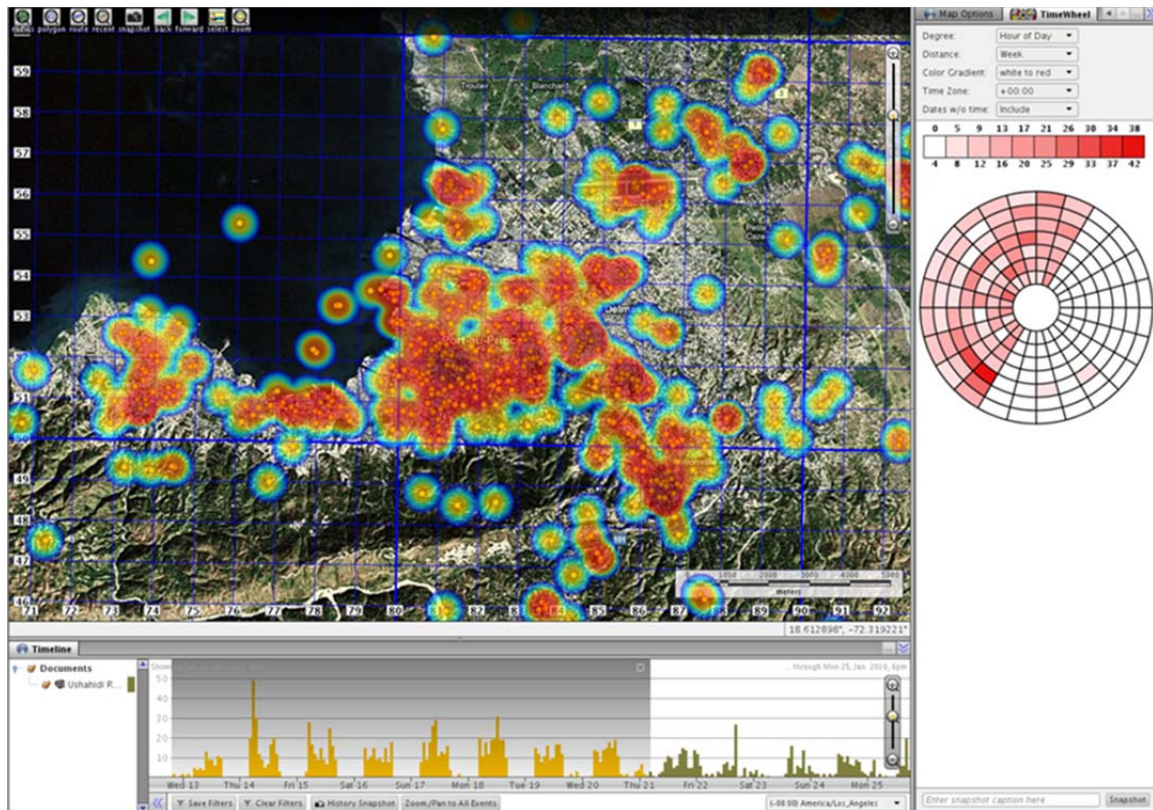 radius polygon route recent snapshot back forward select zoom
Map Options TimeWheel
Degree: Hour of Day
Distance: Week
Color Gradient: white to red
Time Zone: +00:00
Dates w/o time: Include
0 5 9 13 17 21 26 30 34 38
4 8 12 16 20 25 29 33 37 42
59
58
57
56
55
54
53
52
51
50
49
48
47
46
Blanchard
71 72 73 74 75 76 77 78 79 80 81 82 83 84 85 86 87 88 89 90 91 92
0 1000 2000 3000 4000 5000
meters
18.612898°, -72.319221°
Timeline
Documents
Ushahidi P...
... through Mon 25, Jan. 2010, 8pm
50
40
30
20
10
Wed 13 Thu 14 Fri 15 Sat 16 Sun 17 Mon 18 Tue 19 Wed 20 Thu 21 Fri 22 Sat 23 Sun 24 Mon 25
Save Filters Clear Filters History Snapshot Zoom/Pan to All Events
(-08:00) America/Los_Angeles
Enter snapshot caption here Snapshot